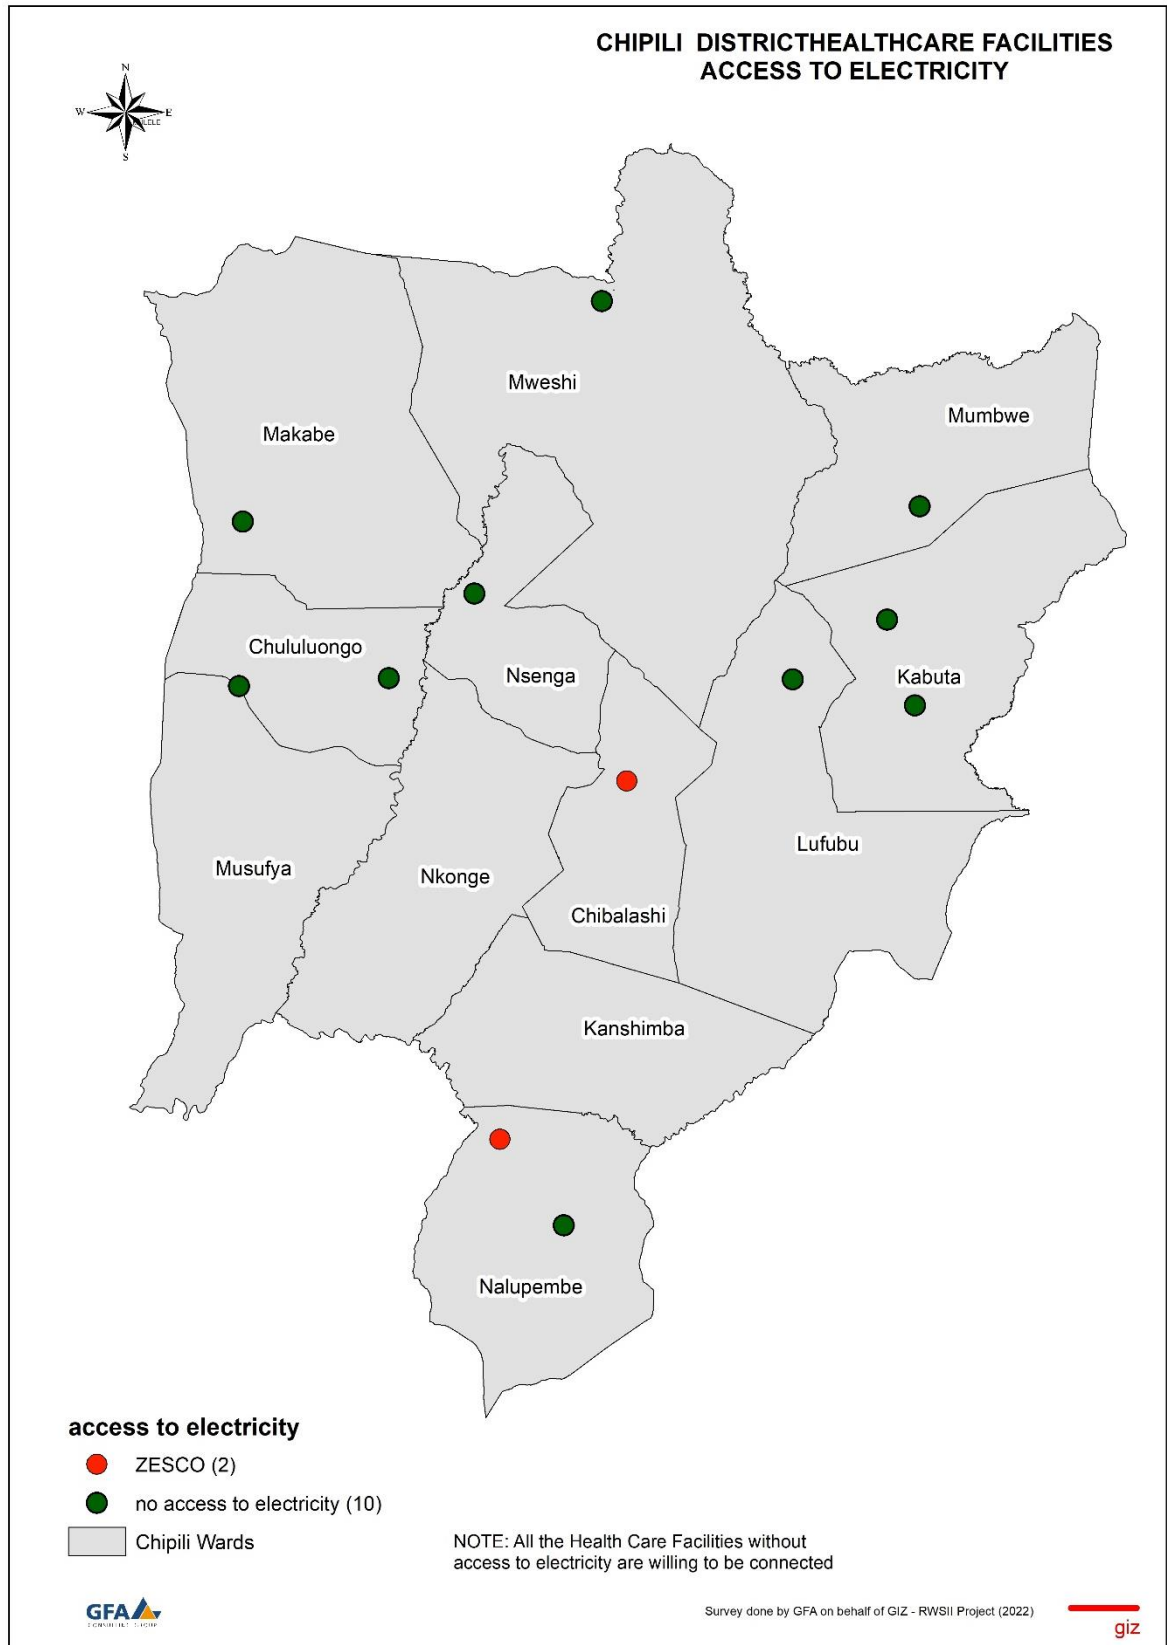 CHIPILI DISTRICTHEALTHCARE FACILITIES
ACCESS TO ELECTRICITY
N
W
E
S
Mweshi
Mumbwe
Makabe
Chululuongo
Nsenga
Kabuta
Lufubu
Musufya
Nkonge
Chibalashi
Kanshimba
Nalupembe
access to electricity
ZESCO (2)
no access to electricity (10)
Chipili Wards
NOTE: All the Health Care Facilities without
access to electricity are willing to be connected
GFA
CONSULTING GROUP
Survey done by GFA on behalf of GIZ - RWSII Project (2022)
giz